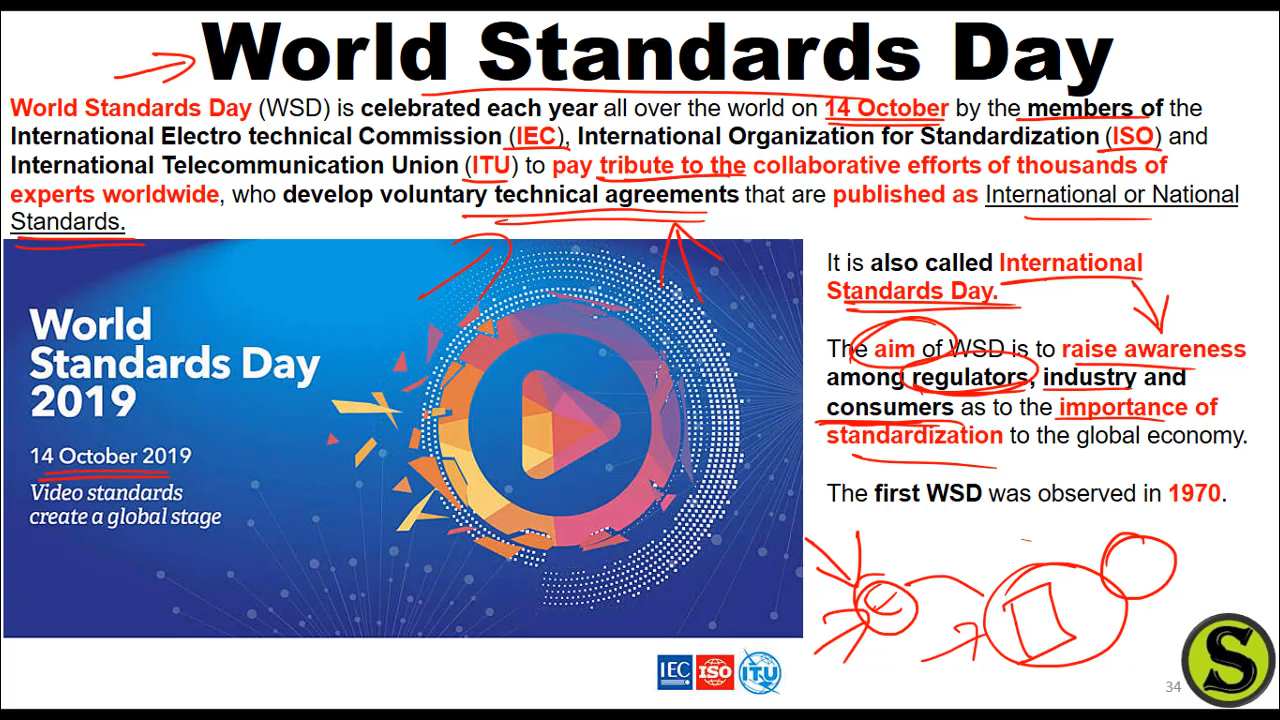 World Standards Day
World Standards Day (WSD) is celebrated each year all over the world on 14 October by the members of the
International Electro technical Commission (IEC), International Organization for Standardization (ISO) and
International Telecommunication Union (ITU) to pay tribute to the collaborative efforts of thousands of
experts worldwide, who develop voluntary technical agreements that are published as International or National
Standards.
World
Standards Day
2019
14 October 2019
Video standards
create a global stage
It is also called International
Standards Day.
The aim of WSD is to raise awareness
among regulators, industry and
consumers as to the importance of
standardization to the global economy.
The first WSD was observed in 1970.
IEC ISO ITU
34
S